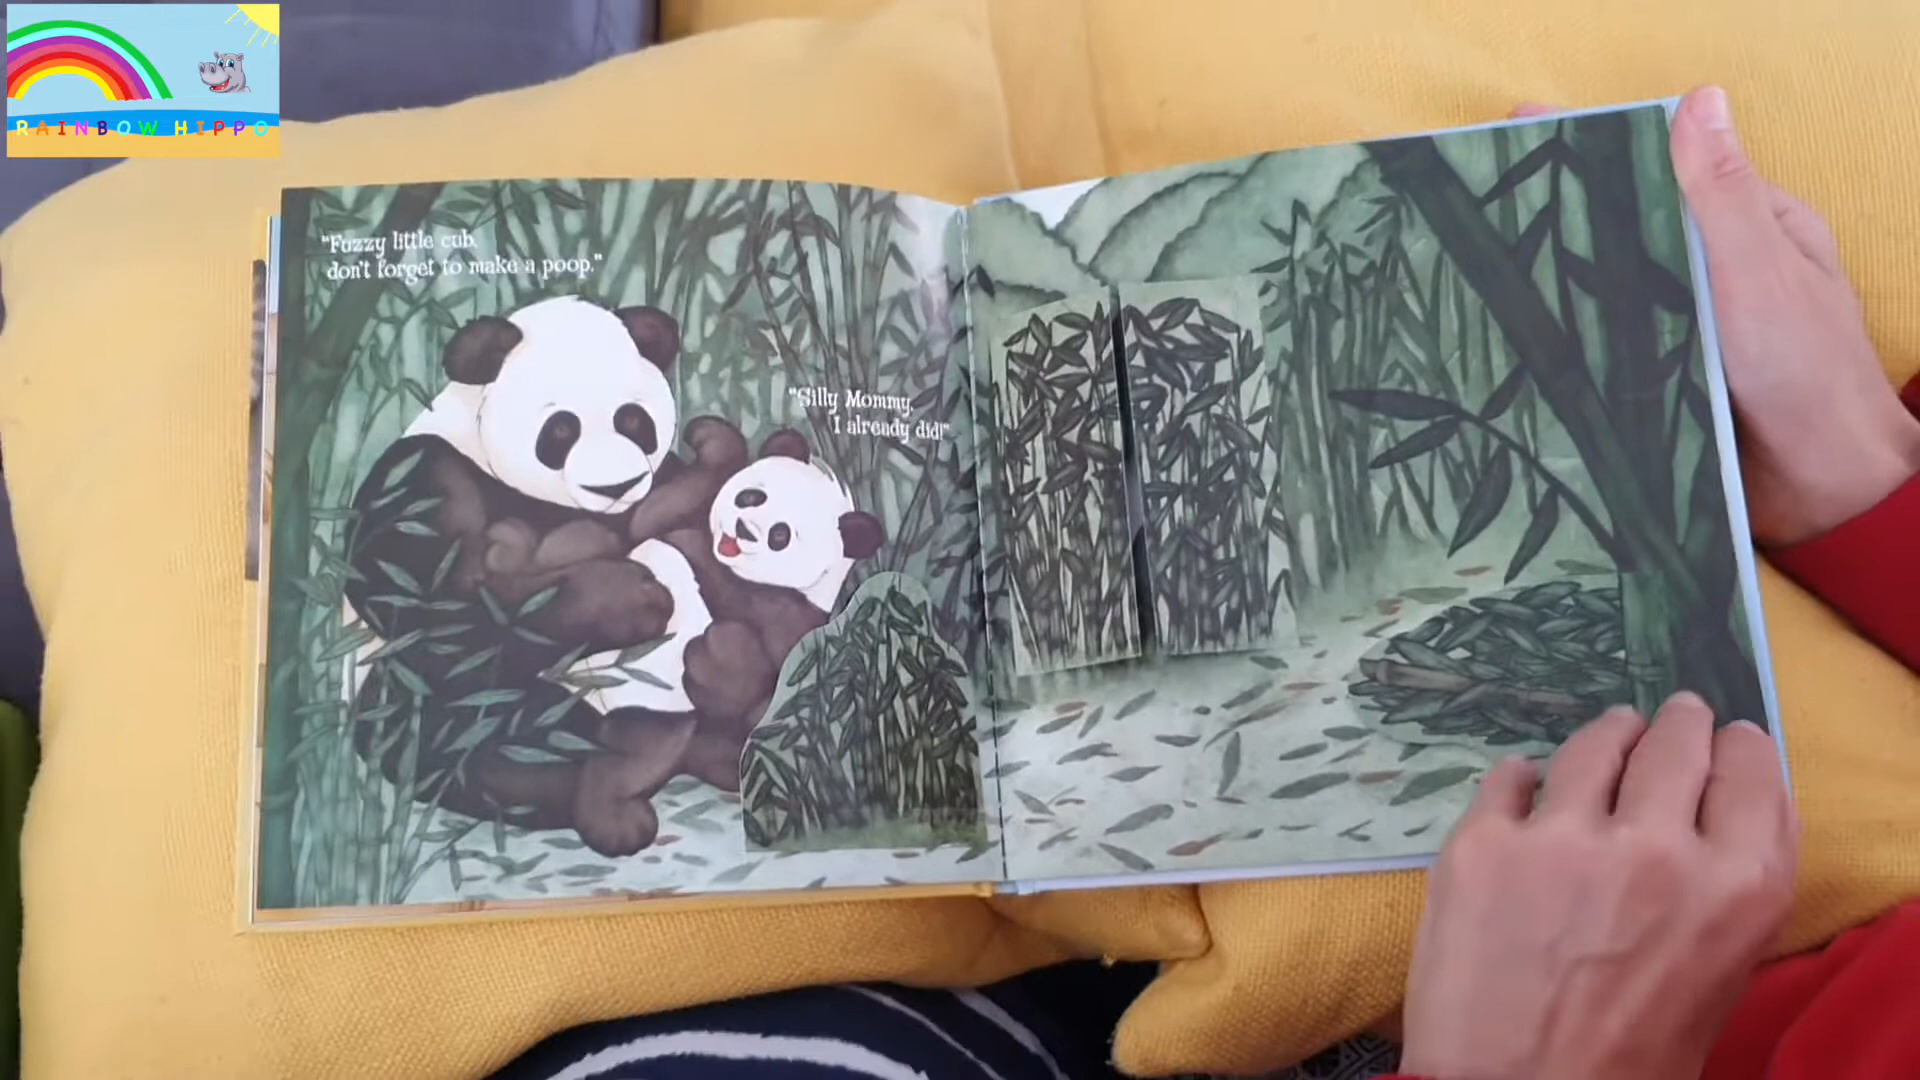 RAINBOW HIPPO
"Fuzzy little cub,
don't forget to make a poop."
"Silly Mommy,
I already did!"